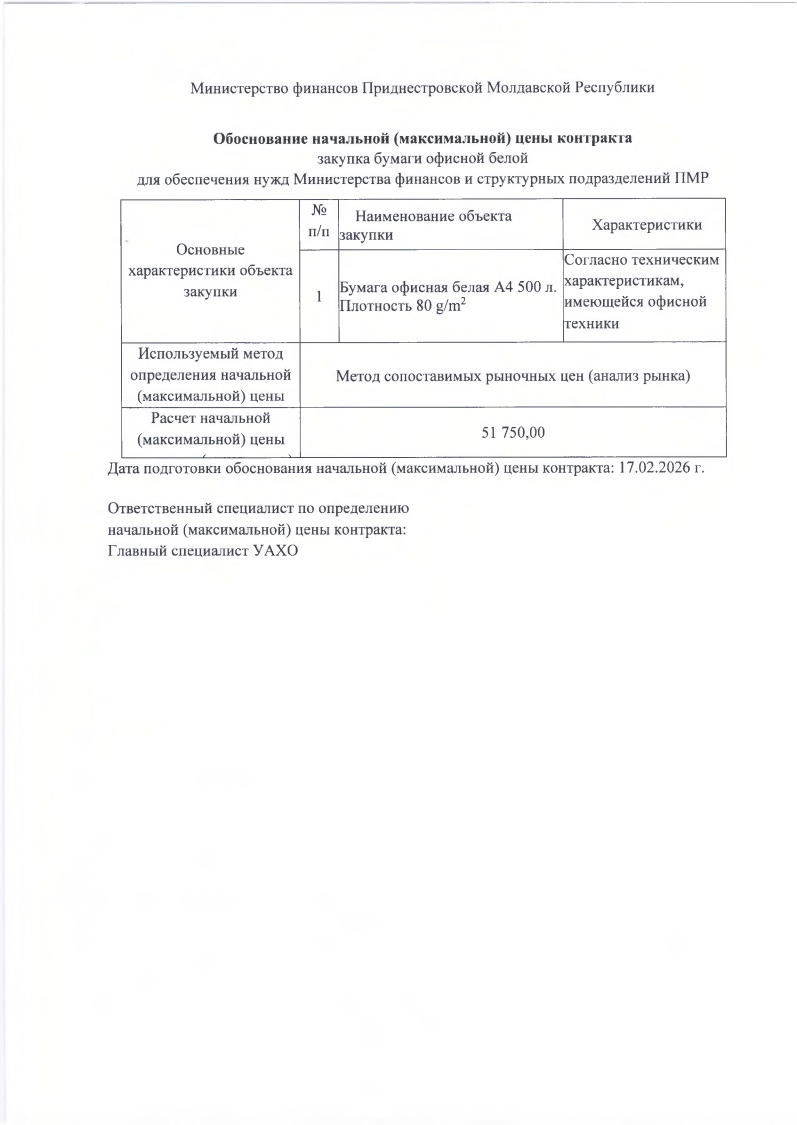 Министерство финансов Приднестровской Молдавской Республики
Обоснование начальной (максимальной) цены контракта
закупка бумаги офисной белой
для обеспечения нужд Министерства финансов и структурных подразделений ПМР
Основные
характеристики объекта
закупки
№
п/п
Наименование объекта
закупки
Характеристики
1
Бумага офисная белая А4 500 л.
Плотность 80 g/m²
Согласно техническим
характеристикам,
имеющейся офисной
техники
Используемый метод
определения начальной
(максимальной) цены
Метод сопоставимых рыночных цен (анализ рынка)
Расчет начальной
(максимальной) цены
51 750,00
Дата подготовки обоснования начальной (максимальной) цены контракта: 17.02.2026 г.
Ответственный специалист по определению
начальной (максимальной) цены контракта:
Главный специалист УАХО